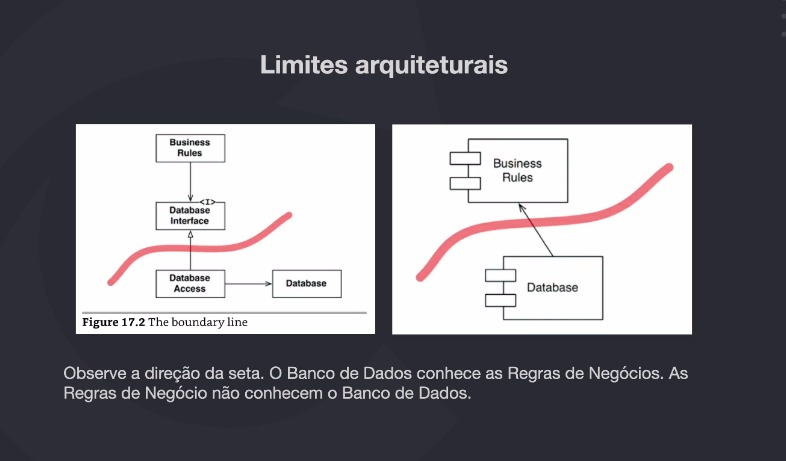 Limites arquiteturais
Business
Rules
<I>
Database
Interface
Database
Access
Database
Figure 17.2 The boundary line
Business
Rules
Database
Observe a direção da seta. O Banco de Dados conhece as Regras de Negócios. As
Regras de Negócio não conhecem o Banco de Dados.